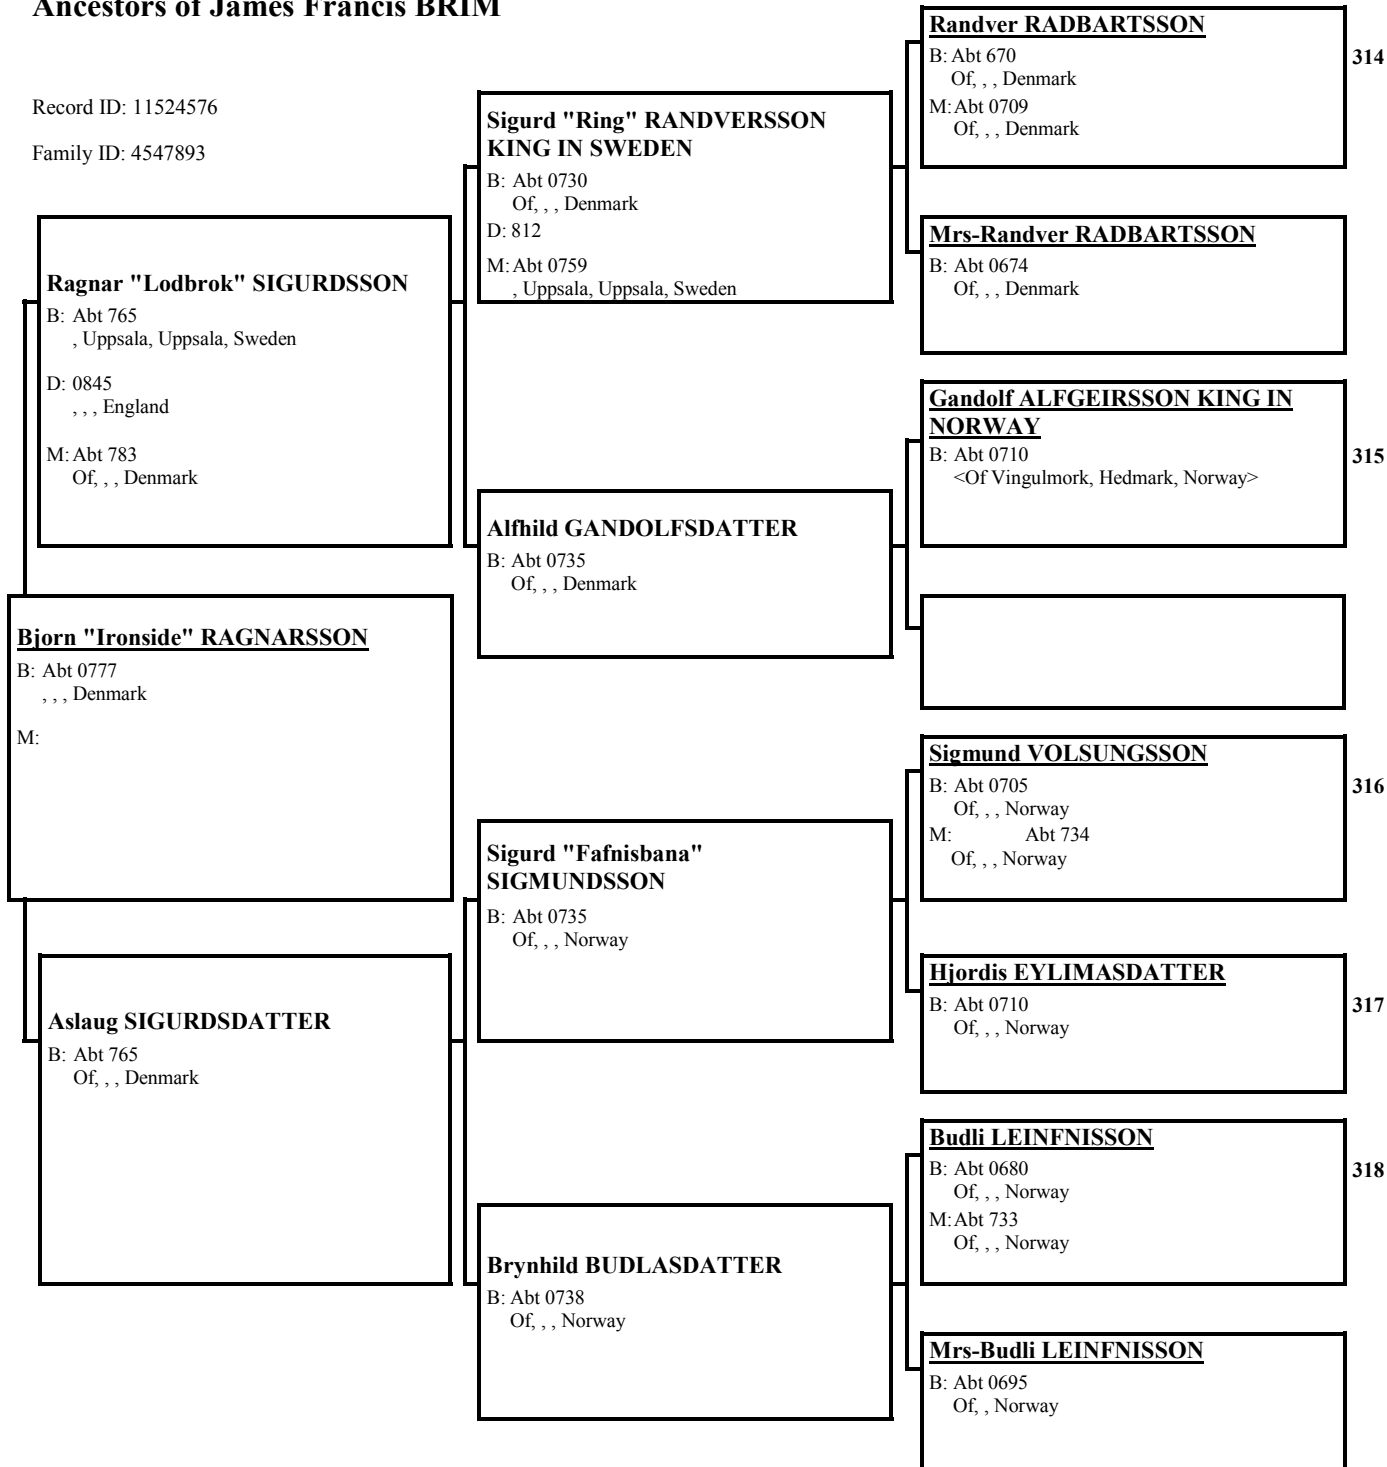 Ancestors of James Francis BRIM
Record ID: 11524576
Family ID: 4547893
Ragnar "Lodbrok" SIGURDSSON
B: Abt 765
, Uppsala, Uppsala, Sweden
D: 0845
, , , England
M: Abt 783
Of, , , Denmark
Bjorn "Ironside" RAGNARSSON
B: Abt 0777
, , , Denmark
M:
Aslaug SIGURDSDATTER
B: Abt 765
Of, , , Denmark
Sigurd "Ring" RANDVERSSON
KING IN SWEDEN
B: Abt 0730
Of, , , Denmark
D: 812
M: Abt 0759
, Uppsala, Uppsala, Sweden
Alfhild GANDOLFSDATTER
B: Abt 0735
Of, , , Denmark
Sigurd "Fafnisbana"
SIGMUNDSSON
B: Abt 0735
Of, , , Norway
Brynhild BUDLASDATTER
B: Abt 0738
Of, , , Norway
Randver RADBARTSSON
B: Abt 670
Of, , , Denmark
M: Abt 0709
Of, , , Denmark
314
Mrs-Randver RADBARTSSON
B: Abt 0674
Of, , , Denmark
Gandolf ALFGEIRSSON KING IN
NORWAY
B: Abt 0710
<Of Vingulmork, Hedmark, Norway>
315
Sigmund VOLSUNGSSON
B: Abt 0705
Of, , , Norway
M: Abt 734
Of, , , Norway
316
Hjordis EYLIMASDATTER
B: Abt 0710
Of, , , Norway
317
Budli LEINFNISSON
B: Abt 0680
Of, , , Norway
M: Abt 733
Of, , , Norway
318
Mrs-Budli LEINFNISSON
B: Abt 0695
Of, , Norway